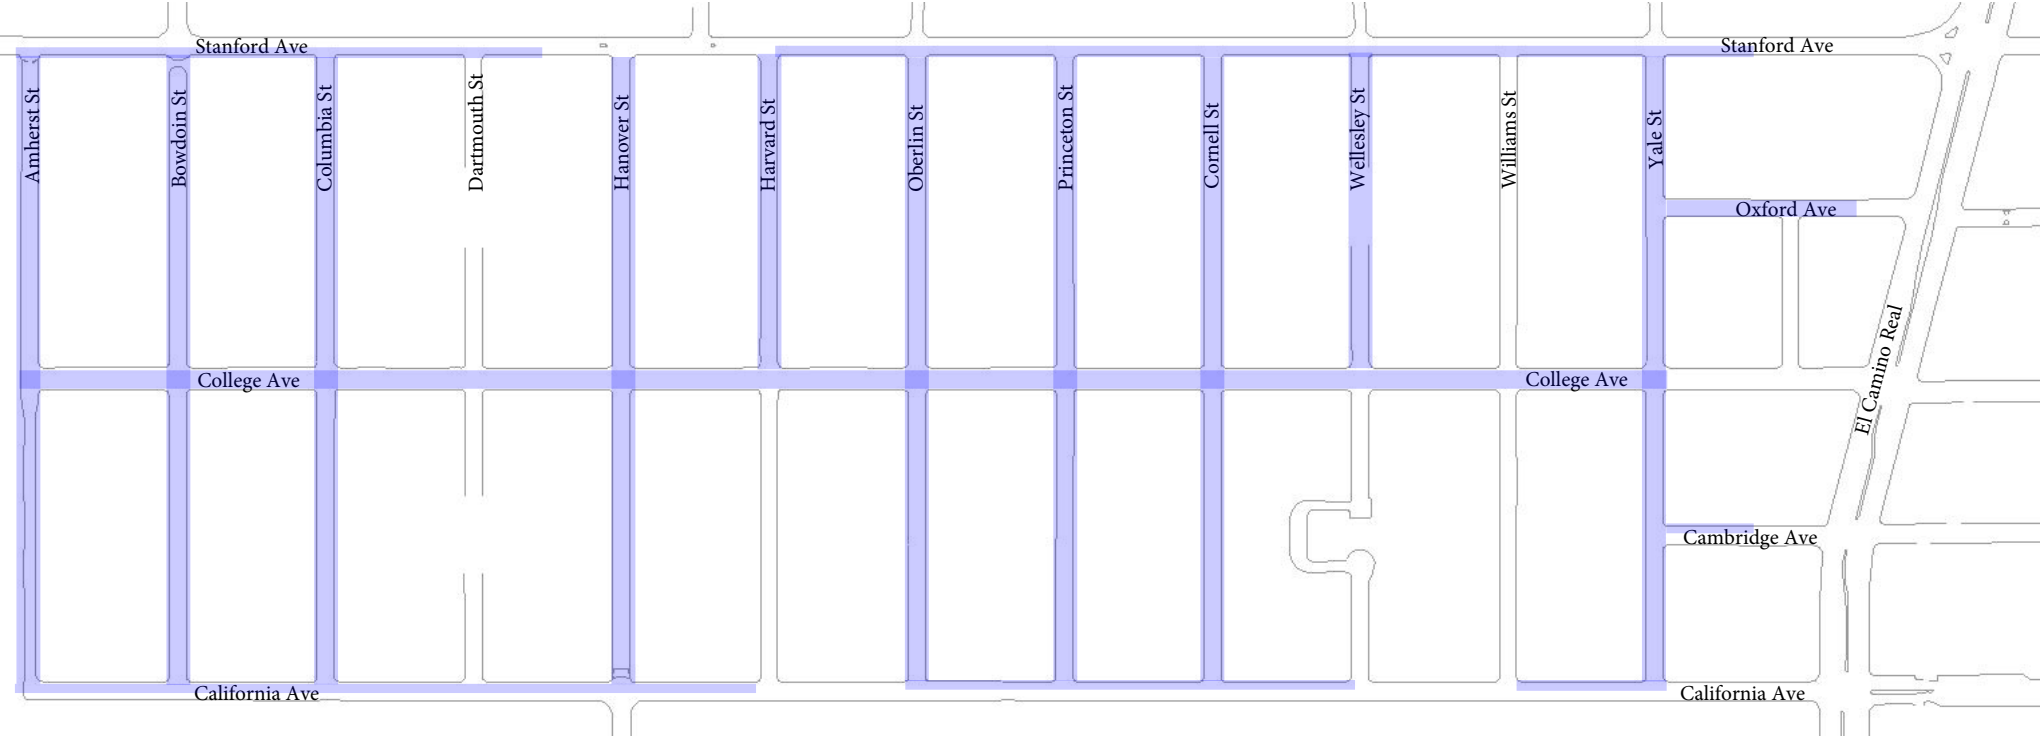 Stanford Ave
Stanford Ave
Amherst St
Bowdoin St
Columbia St
Dartmouth St
Hanover St
Harvard St
Oberlin St
Princeton St
Cornell St
Wellesley St
Williams St
Yale St
Oxford Ave
El Camino Real
College Ave
College Ave
Cambridge Ave
California Ave
California Ave